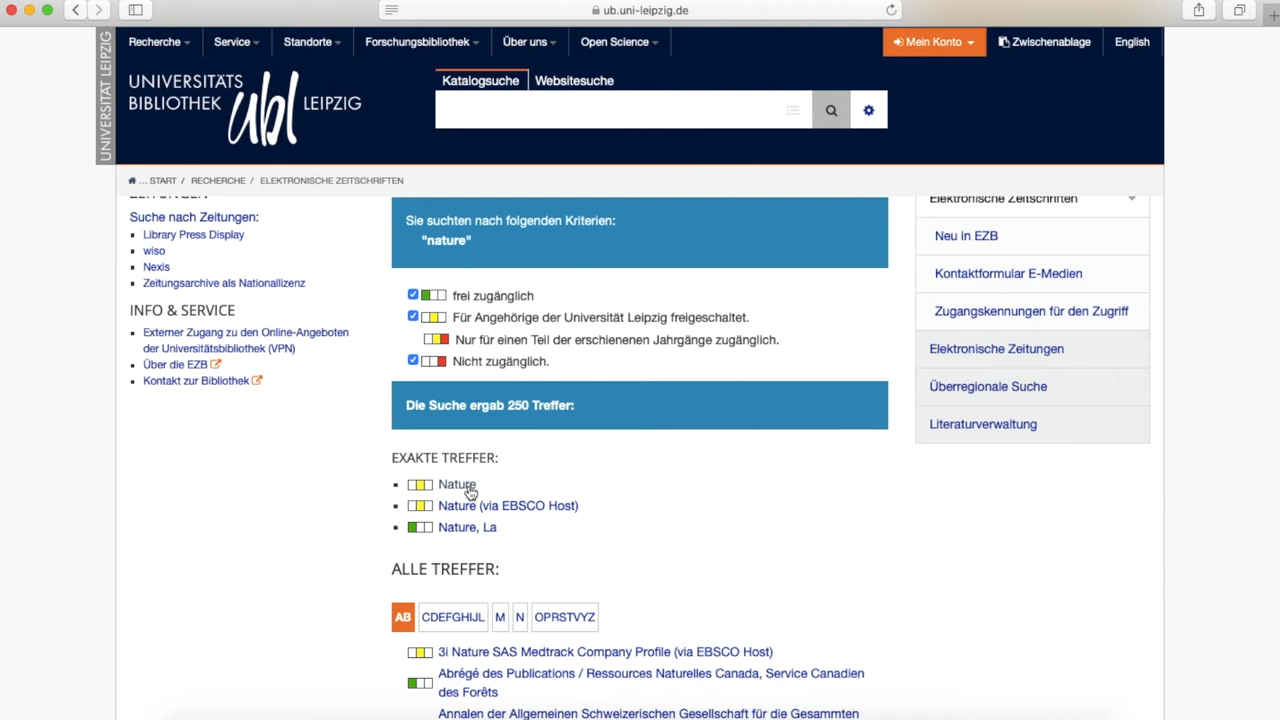 ub.uni-leipzig.de
Recherche
Service
Standorte
Forschungsbibliothek
Über uns
Open Science
Mein Konto
Zwischenablage
English
UNIVERSITÄT LEIPZIG
UNIVERSITÄTS
BIBLIOTHEK ubl LEIPZIG
Katalogsuche
Websitesuche
... START / RECHERCHE / ELEKTRONISCHE ZEITSCHRIFTEN
ZEITUNGEN
Suche nach Zeitungen:
Library Press Display
wiso
Nexis
Zeitungsarchive als Nationallizenz
INFO & SERVICE
Externer Zugang zu den Online-Angeboten
der Universitätsbibliothek (VPN)
Über die EZB
Kontakt zur Bibliothek
Sie suchten nach folgenden Kriterien:
"nature"
frei zugänglich
Für Angehörige der Universität Leipzig freigeschaltet.
Nur für einen Teil der erschienenen Jahrgänge zugänglich.
Nicht zugänglich.
Die Suche ergab 250 Treffer:
EXAKTE TREFFER:
Nature
Nature (via EBSCO Host)
Nature, La
ALLE TREFFER:
AB CDEFGHIJL M N OPRSTVYZ
3i Nature SAS Medtrack Company Profile (via EBSCO Host)
Abrégé des Publications / Ressources Naturelles Canada, Service Canadien
des Forêts
Annalen der Allgemeinen Schweizerischen Gesellschaft für die Gesammten
Elektronische Zeitschriften
Neu in EZB
Kontaktformular E-Medien
Zugangskennungen für den Zugriff
Elektronische Zeitungen
Überregionale Suche
Literaturverwaltung